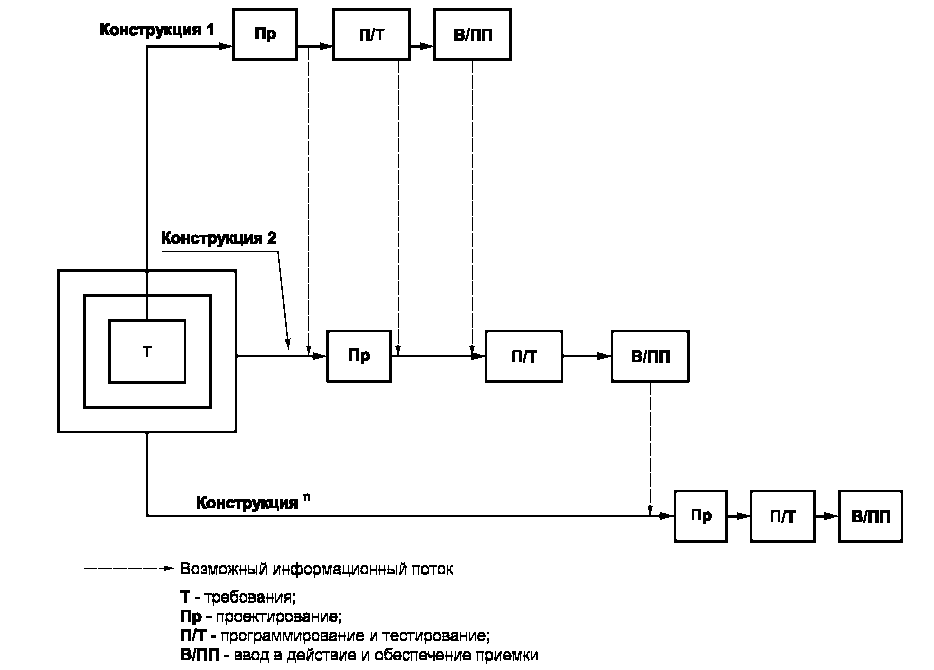 Конструкция 1
Пр
П/Т
В/ПП
Конструкция 2
Т
Пр
П/Т
В/ПП
Конструкция n
Пр
П/Т
В/ПП
Возможный информационный поток
Т - требования;
Пр - проектирование;
П/Т - программирование и тестирование;
В/ПП - ввод в действие и обеспечение приемки